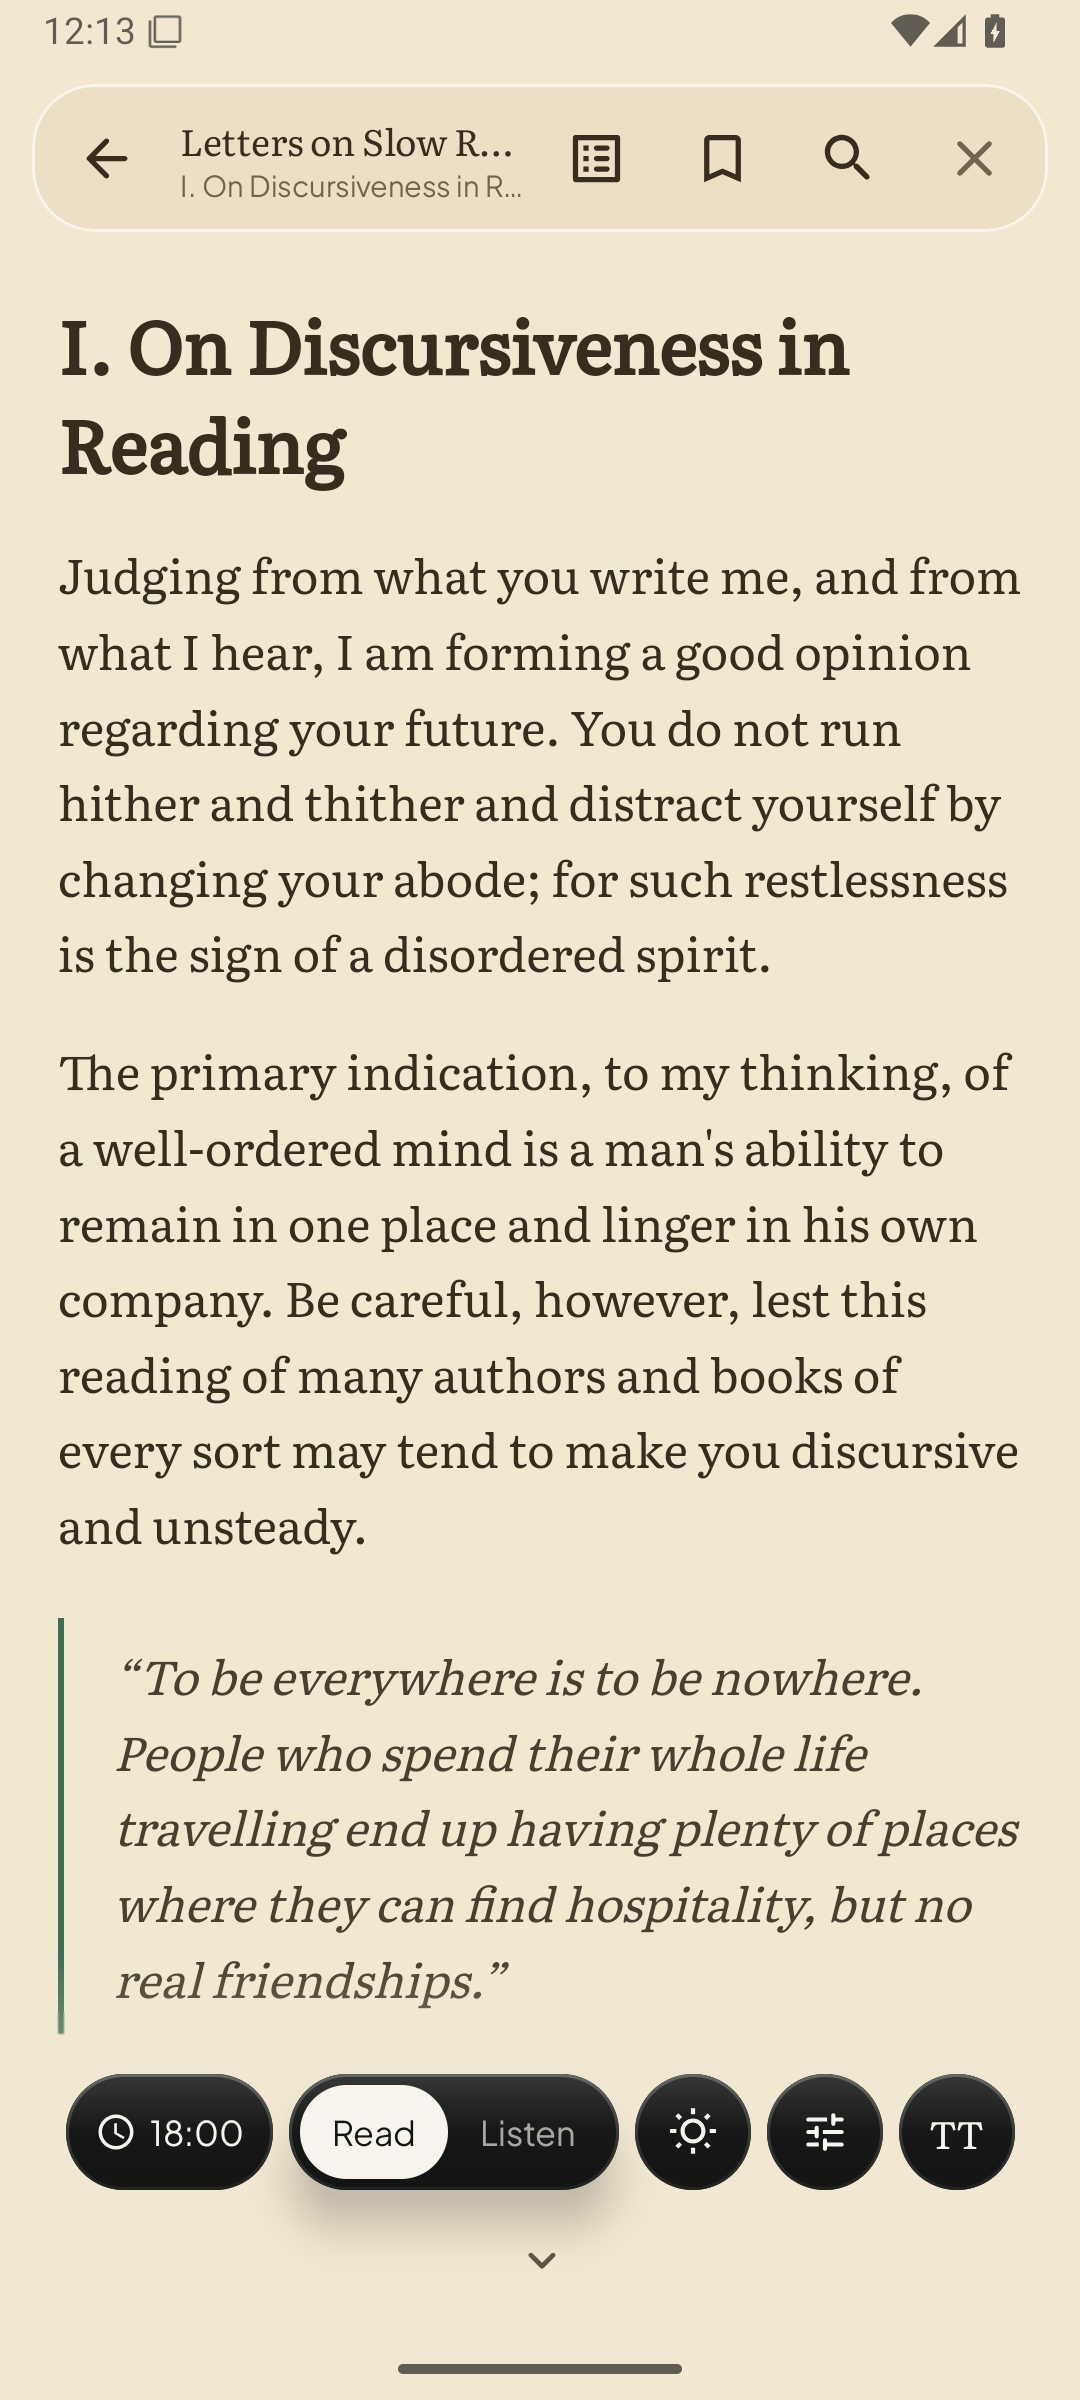 12:13
Letters on Slow R...
I. On Discursiveness in R...
I. On Discursiveness in
Reading
Judging from what you write me, and from
what I hear, I am forming a good opinion
regarding your future. You do not run
hither and thither and distract yourself by
changing your abode; for such restlessness
is the sign of a disordered spirit.
The primary indication, to my thinking, of
a well-ordered mind is a man's ability to
remain in one place and linger in his own
company. Be careful, however, lest this
reading of many authors and books of
every sort may tend to make you discursive
and unsteady.
“To be everywhere is to be nowhere.
People who spend their whole life
travelling end up having plenty of places
where they can find hospitality, but no
real friendships.”
18:00 Read Listen TT